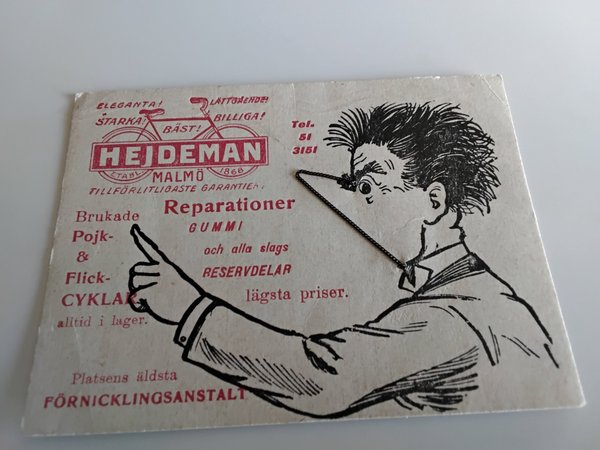 ELEGANTA! LÄTTGÅENDE!
STARKA! BÄST! BILLIGA!
HEJDEMAN
ETABL. 1868
MALMÖ
TILLFÖRLITLIGASTE GARANTIER.
Tel.
51
3151
Brukade
Pojk-
&
Flick-
CYKLAR
alltid i lager.
Reparationer
GUMMI
och alla slags
RESERVDELAR
lägsta priser.
Platsens äldsta
FÖRNICKLINGSANSTALT